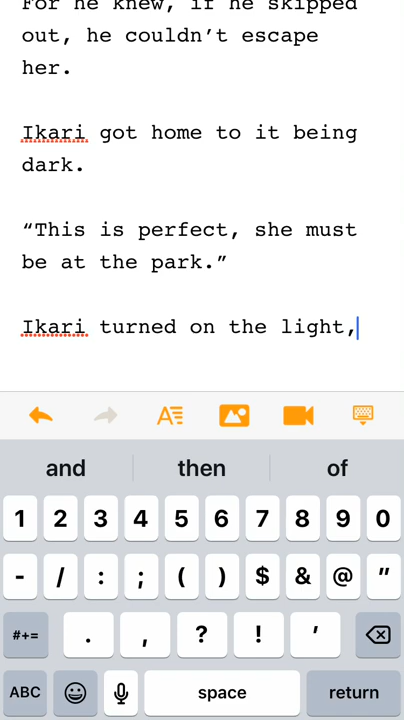 For he knew, if he skipped
out, he couldn’t escape
her.
Ikari got home to it being
dark.
“This is perfect, she must
be at the park.”
Ikari turned on the light,
and then of
1 2 3 4 5 6 7 8 9 0
- / : ; ( ) $ & @ "
#+= . , ? ! ’
ABC space return